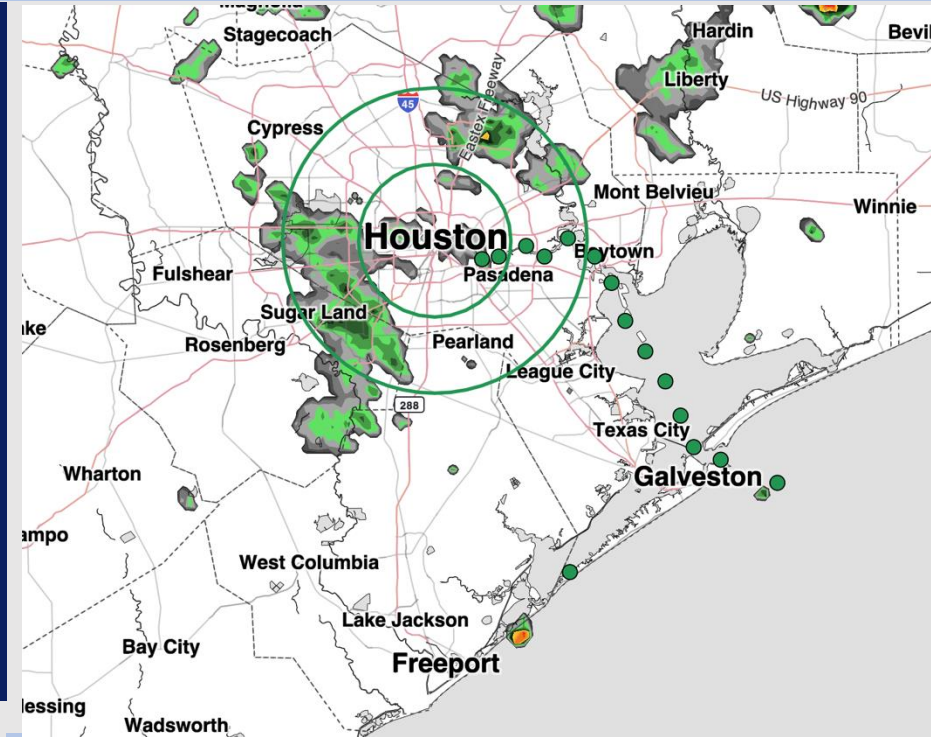 Stagecoach
Hardin
Liberty
US Highway 90
45
Eastex Freeway
Cypress
Mont Belvieu
Winnie
Houston
Baytown
Fulshear
Pasadena
Sugar Land
Rosenberg
Pearland
League City
288
Texas City
Wharton
Galveston
West Columbia
Lake Jackson
Bay City
Freeport
Wadsworth